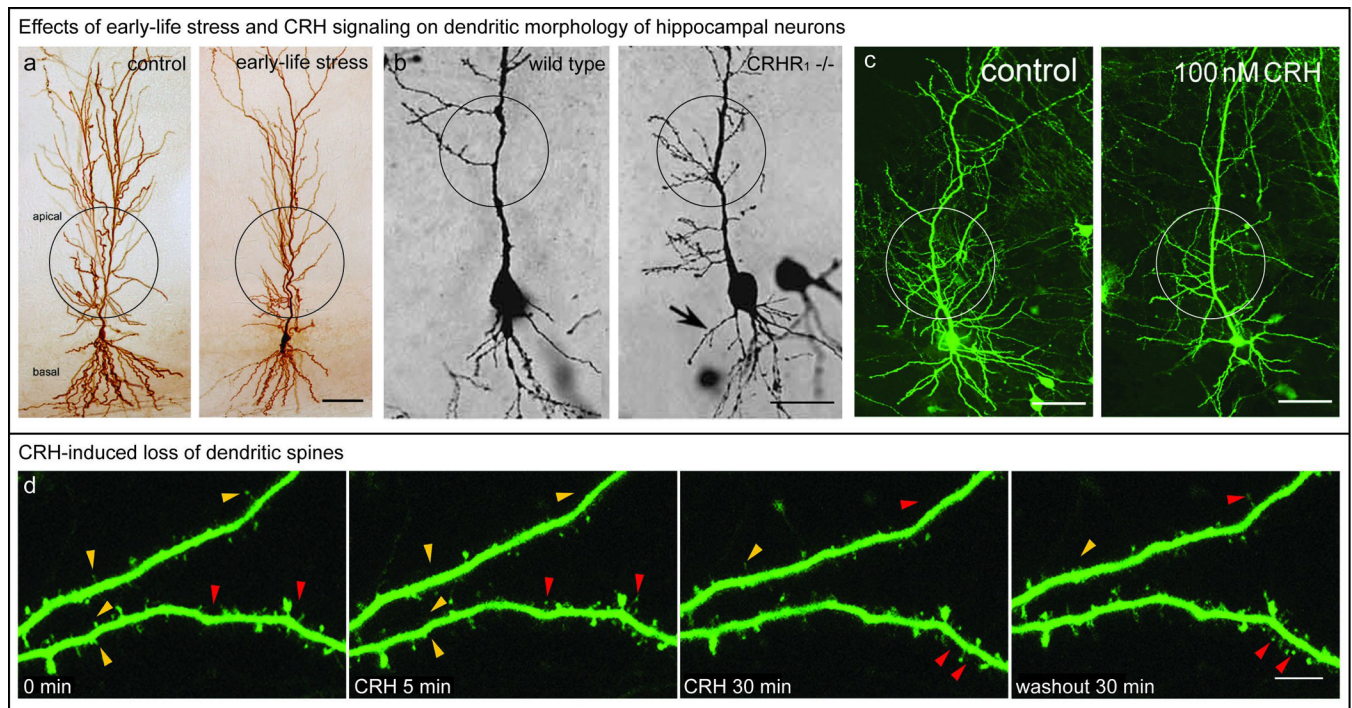 Effects of early-life stress and CRH signaling on dendritic morphology of hippocampal neurons
a
control
early-life stress
apical
basal
b
wild type
CRHR₁ -/-
c
control
100 nM CRH
CRH-induced loss of dendritic spines
d
0 min
CRH 5 min
CRH 30 min
washout 30 min